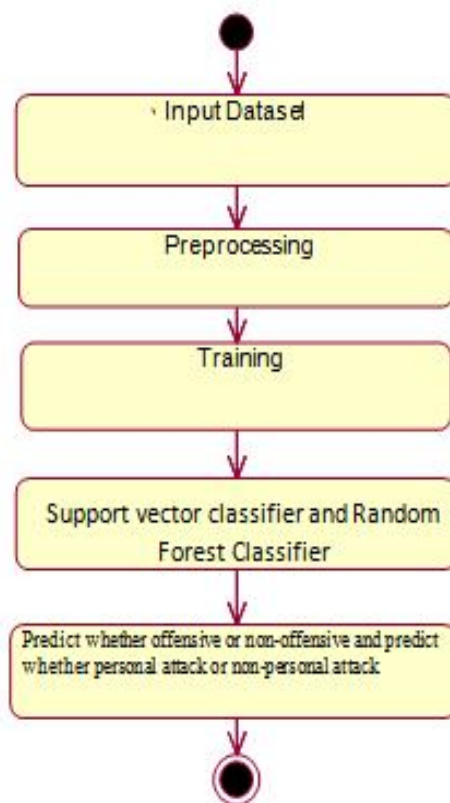 Input Dataset
Preprocessing
Training
Support vector classifier and Random
Forest Classifier
Predict whether offensive or non-offensive and predict
whether personal attack or non-personal attack